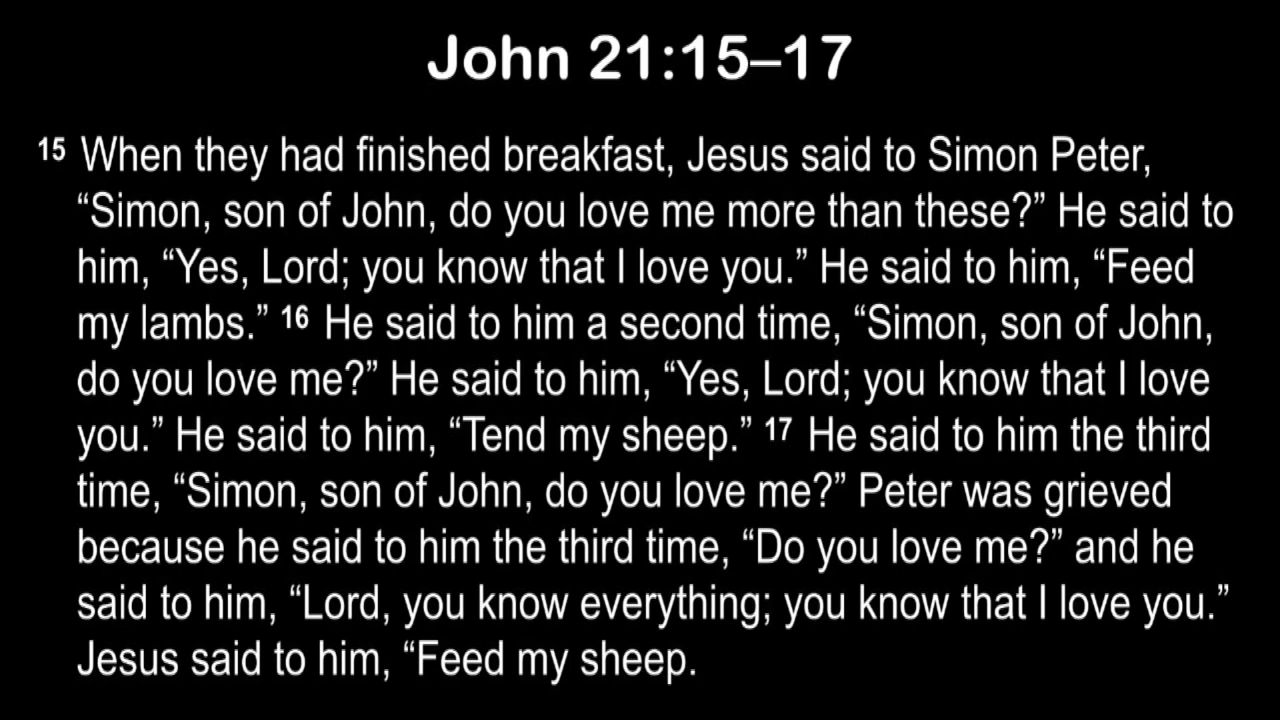 John 21:15–17
15 When they had finished breakfast, Jesus said to Simon Peter,
“Simon, son of John, do you love me more than these?” He said to
him, “Yes, Lord; you know that I love you.” He said to him, “Feed
my lambs.” 16 He said to him a second time, “Simon, son of John,
do you love me?” He said to him, “Yes, Lord; you know that I love
you.” He said to him, “Tend my sheep.” 17 He said to him the third
time, “Simon, son of John, do you love me?” Peter was grieved
because he said to him the third time, “Do you love me?” and he
said to him, “Lord, you know everything; you know that I love you.”
Jesus said to him, “Feed my sheep.